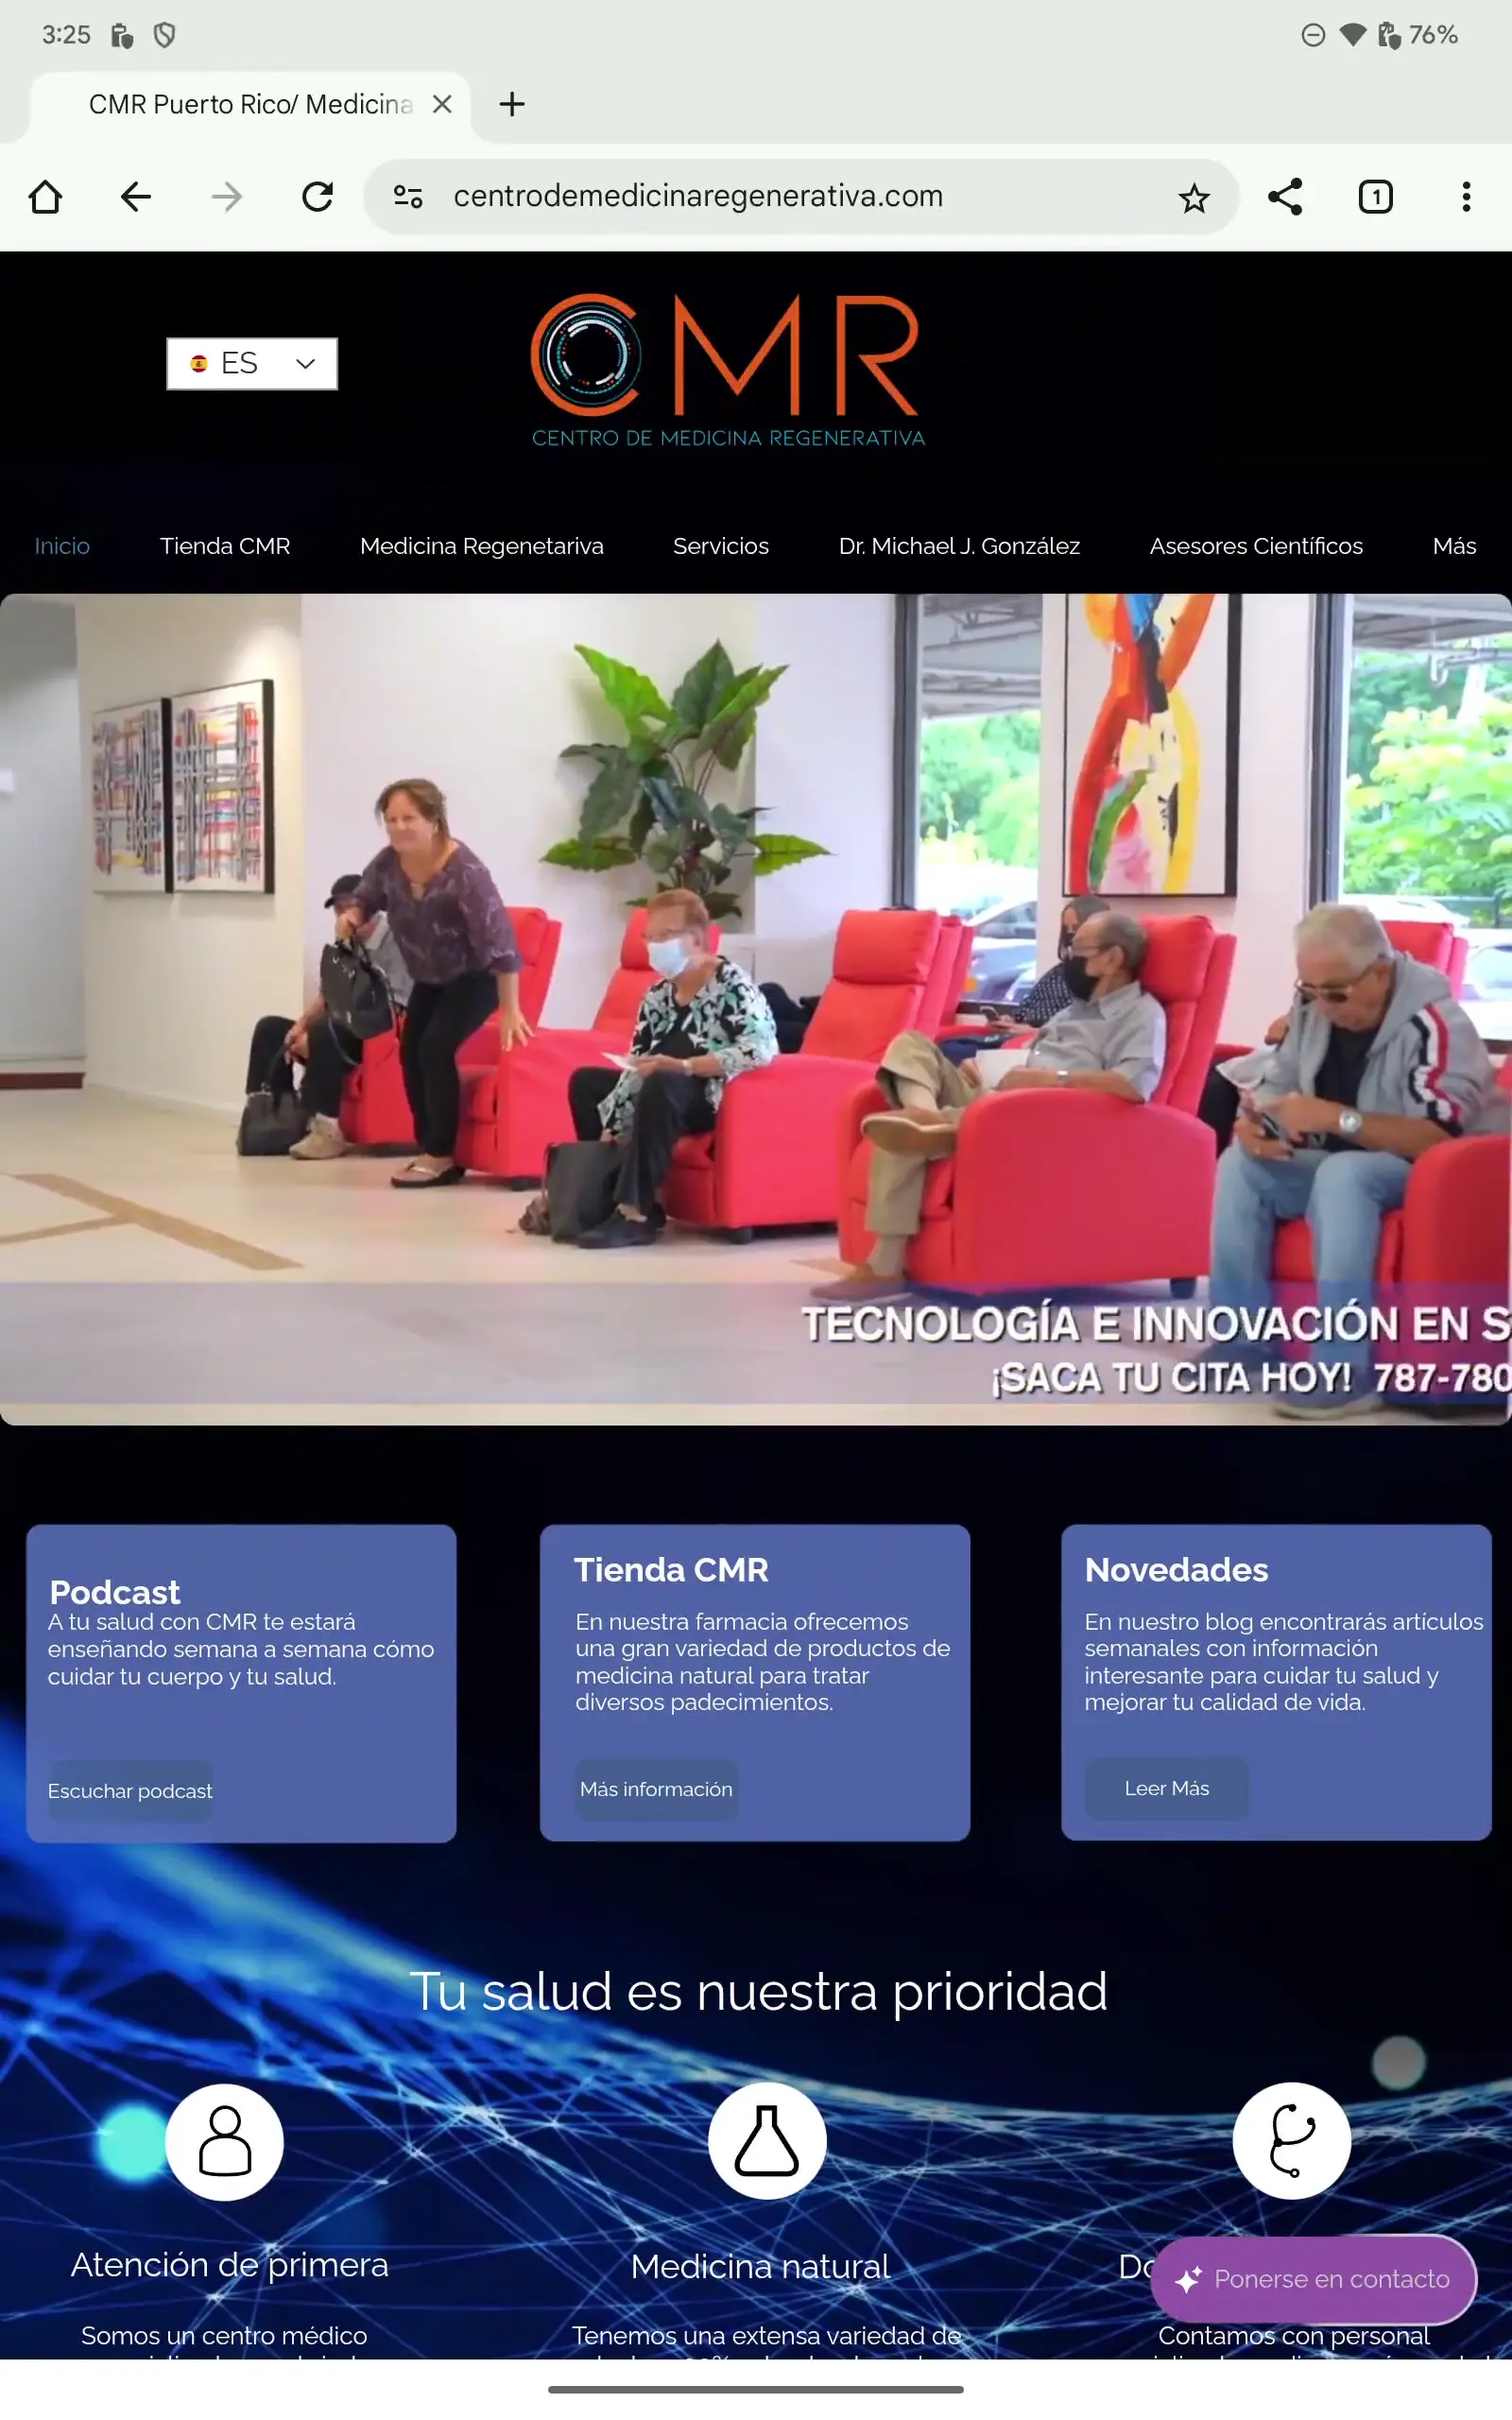 3:25
76%
CMR Puerto Rico/ Medicina
centrodemedicinaregenerativa.com
1
ES
CMR
CENTRO DE MEDICINA REGENERATIVA
Inicio
Tienda CMR
Medicina Regenetariva
Servicios
Dr. Michael J. González
Asesores Científicos
Más
TECNOLOGÍA E INNOVACIÓN EN S
¡SACA TU CITA HOY! 787-780
Podcast
A tu salud con CMR te estará
enseñando semana a semana cómo
cuidar tu cuerpo y tu salud.
Escuchar podcast
Tienda CMR
En nuestra farmacia ofrecemos
una gran variedad de productos de
medicina natural para tratar
diversos padecimientos.
Más información
Novedades
En nuestro blog encontrarás artículos
semanales con información
interesante para cuidar tu salud y
mejorar tu calidad de vida.
Leer Más
Tu salud es nuestra prioridad
Atención de primera
Somos un centro médico
Medicina natural
Tenemos una extensa variedad de
Do
Contamos con personal
Ponerse en contacto